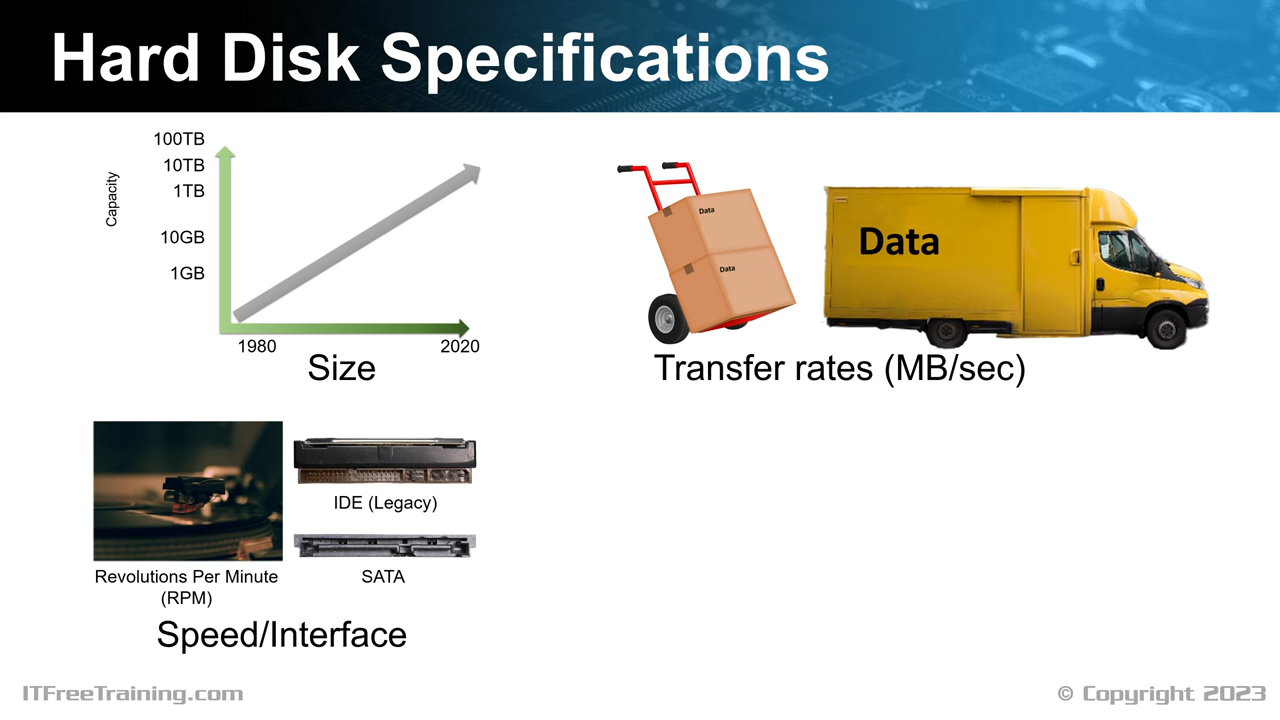 Hard Disk Specifications
100TB
10TB
1TB
10GB
1GB
Capacity
1980
2020
Size
Data
Data
Data
Transfer rates (MB/sec)
IDE (Legacy)
SATA
Revolutions Per Minute
(RPM)
Speed/Interface
ITFreeTraining.com
© Copyright 2023